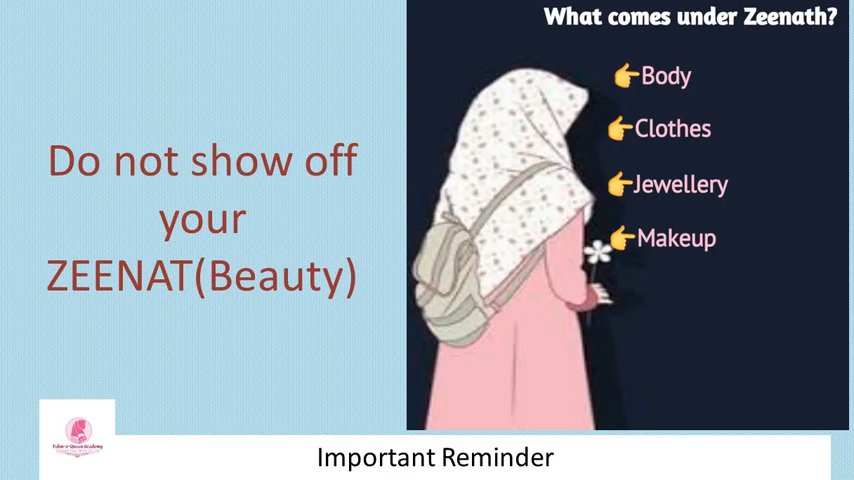 What comes under Zeenath?
👉Body
👉Clothes
👉Jewellery
👉Makeup
Do not show off
your
ZEENAT(Beauty)
Important Reminder